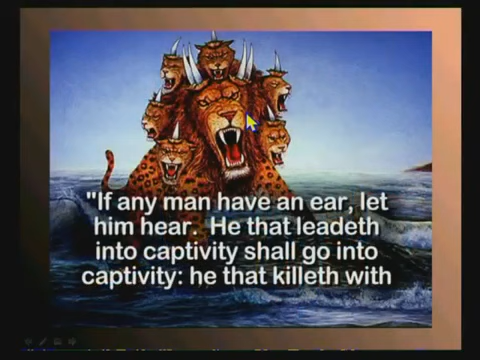 "If any man have an ear, let
him hear. He that leadeth
into captivity shall go into
captivity: he that killeth with